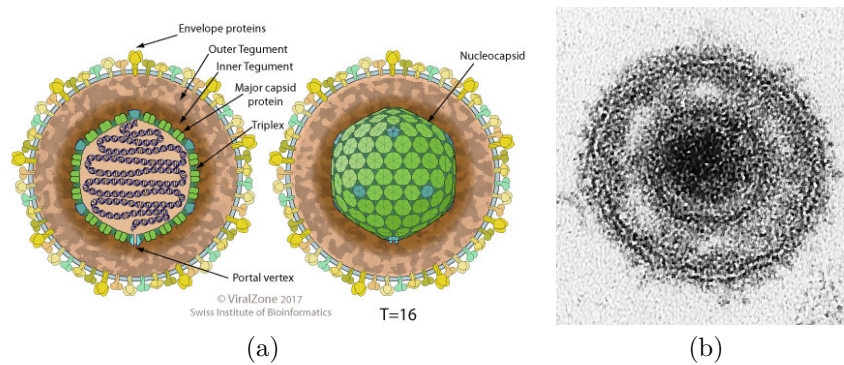 Envelope proteins
Outer Tegument
Inner Tegument
Major capsid
protein
Triplex
Nucleocapsid
Portal vertex
© ViralZone 2017
Swiss Institute of Bioinformatics
T=16
(a)
(b)